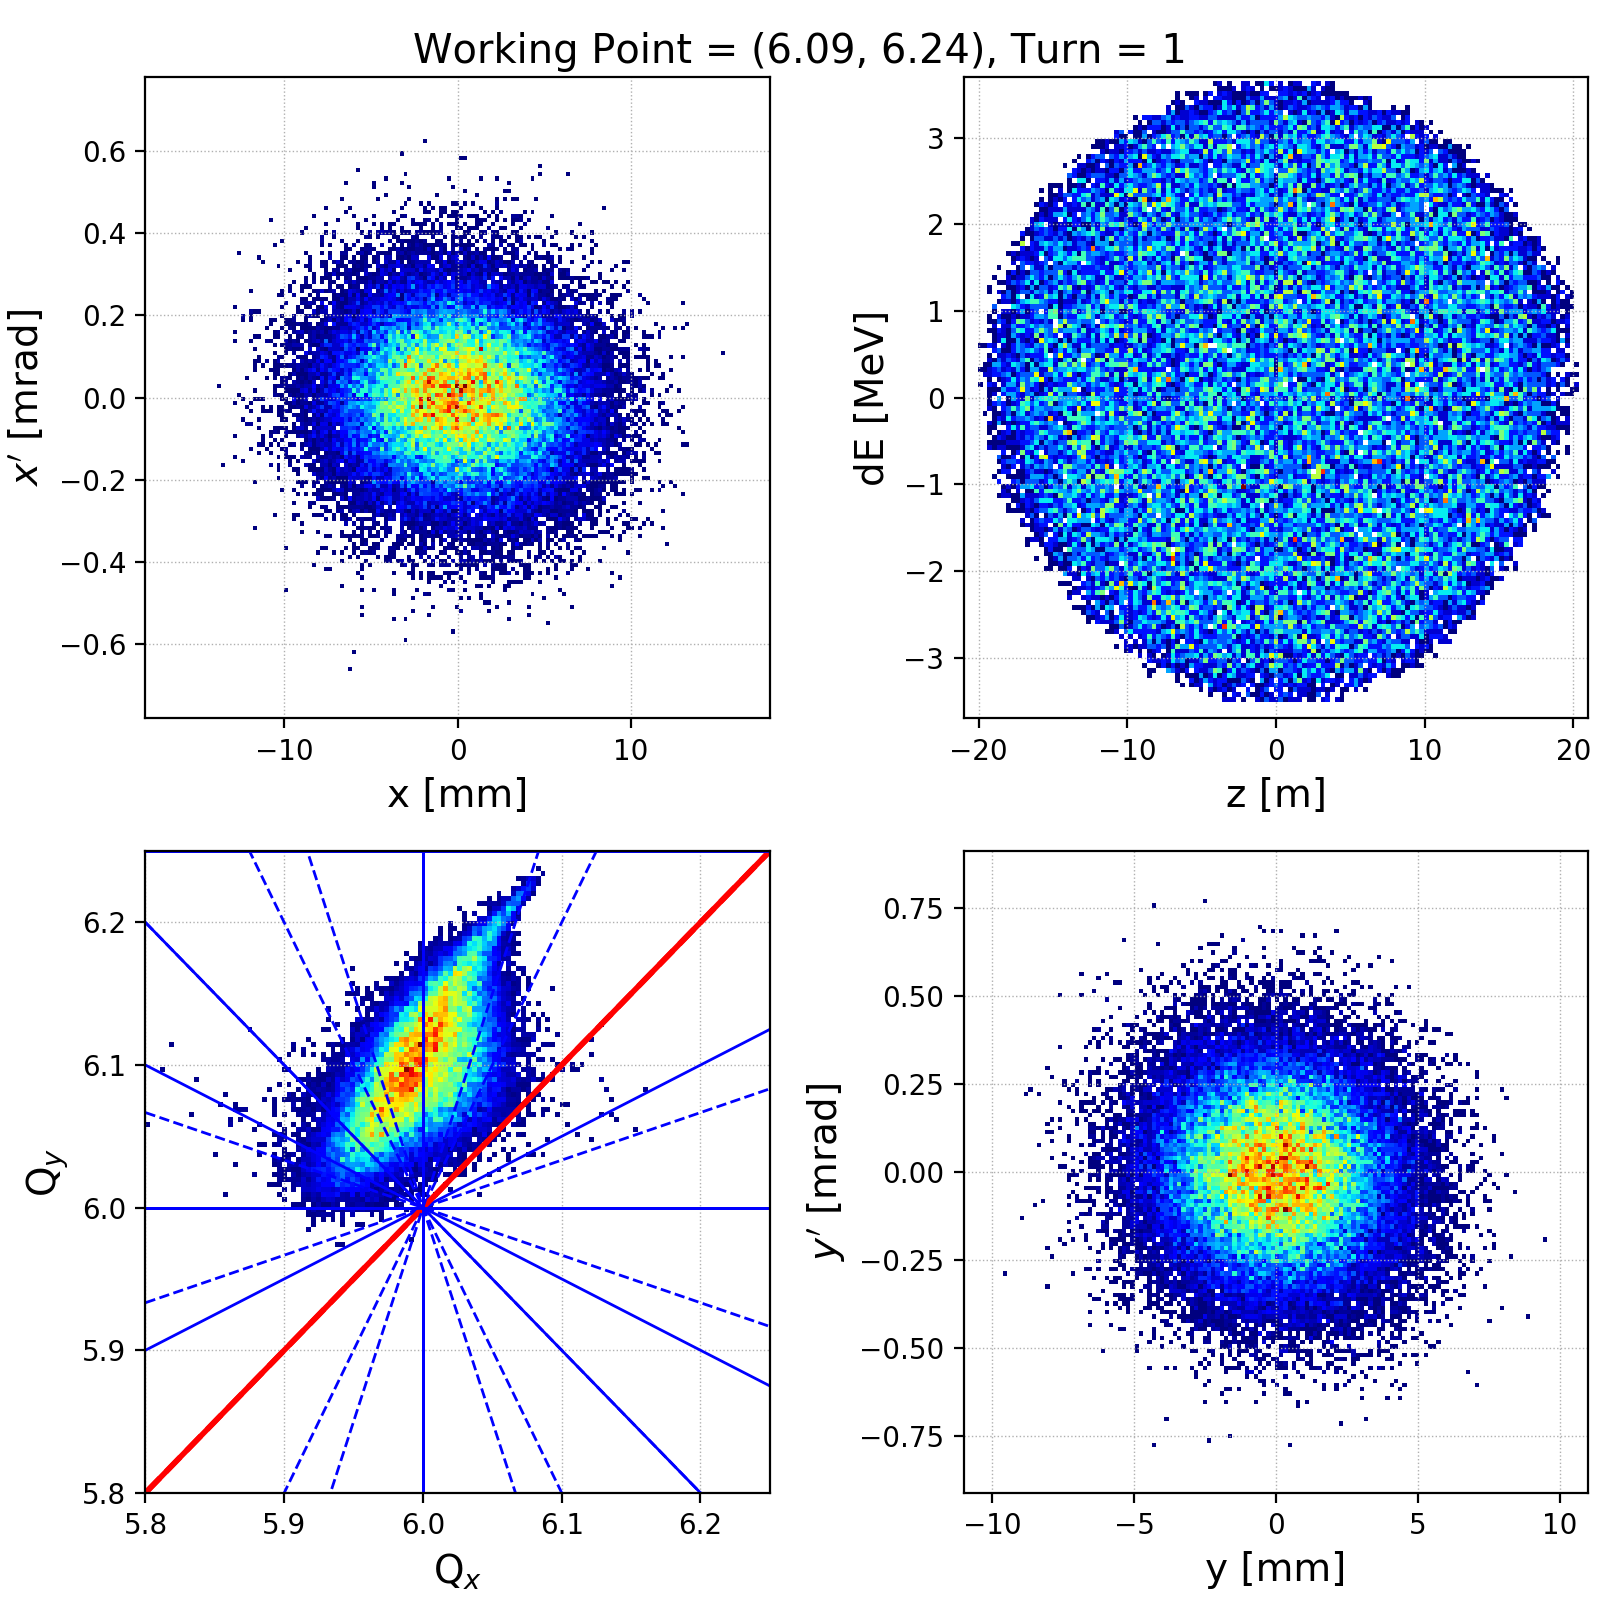 Working Point = (6.09, 6.24), Turn = 1
0.6
0.4
0.2
0.0
−0.2
−0.4
−0.6
x′ [mrad]
−10 0 10
x [mm]
3
2
1
0
−1
−2
−3
dE [MeV]
−20 −10 0 10 20
z [m]
6.2
6.1
6.0
5.9
5.8
Qy
5.8 5.9 6.0 6.1 6.2
Qx
0.75
0.50
0.25
0.00
−0.25
−0.50
−0.75
y′ [mrad]
−10 −5 0 5 10
y [mm]